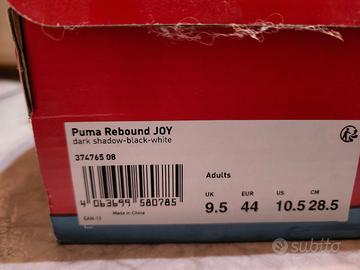 Puma Rebound JOY
dark shadow-black-white
374765 08
Adults
UK EUR US CM
9.5 44 10.5 28.5
4 063699 580785
Made in China
subito